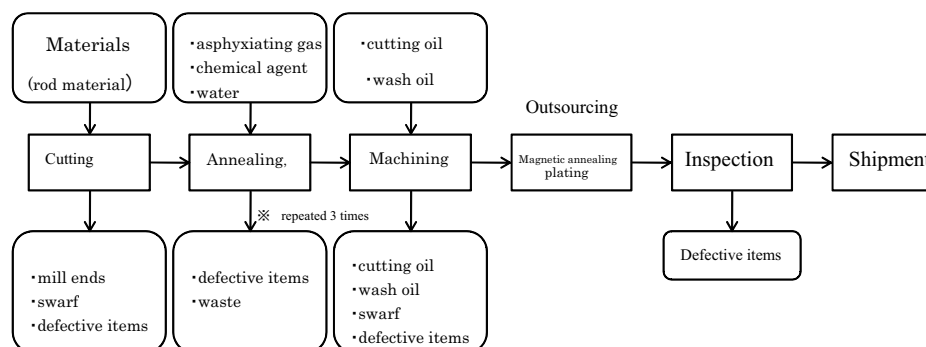 Materials
(rod material)
・asphyxiating gas
・chemical agent
・water
・cutting oil
・wash oil
Outsourcing
Cutting
Annealing,
Machining
Magnetic annealing
plating
Inspection
Shipment
※ repeated 3 times
・mill ends
・swarf
・defective items
・defective items
・waste
・cutting oil
・wash oil
・swarf
・defective items
Defective items